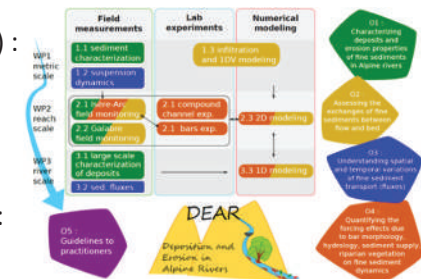 ) :
:
Field
measurements
Lab
experiments
Numerical
modeling
WP1
metric
scale
1.1 sediment
characterization
1.2 suspension
dynamics
1.3 infiltration
and 1DV modeling
WP2
reach
scale
2.1 Isère-Arc
field monitoring
2.2 Galabre
field monitoring
2.1 compound
channel exp.
2.1 bars exp.
2.3 2D modeling
WP3
river
scale
3.1 large scale
characterization
of deposits
3.2 sed. fluxes
3.3 1D modeling
O1 :
Characterizing
deposits and
erosion properties
of fine sediments
in Alpine rivers
O2 :
Assessing the
exchanges of fine
sediments between
flow and bed
O3 :
Understanding spatial
and temporal variations
of fine sediment
transport (fluxes)
O4 :
Quantifying the
forcing effects due
to bar morphology,
hydrology, sediment supply,
riparian vegetation
on fine sediment
dynamics
O5 :
Guidelines to
practitioners
DEAR
Deposition and
Erosion in
Alpine Rivers